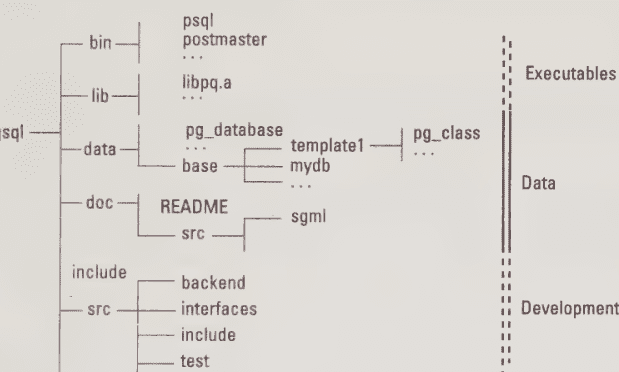 psql
bin
postmaster
...
Executables
lib
libpq.a
...
data
pg_database
...
base
template1
pg_class
...
mydb
...
Data
doc
README
src
sgml
include
src
backend
interfaces
include
test
Development